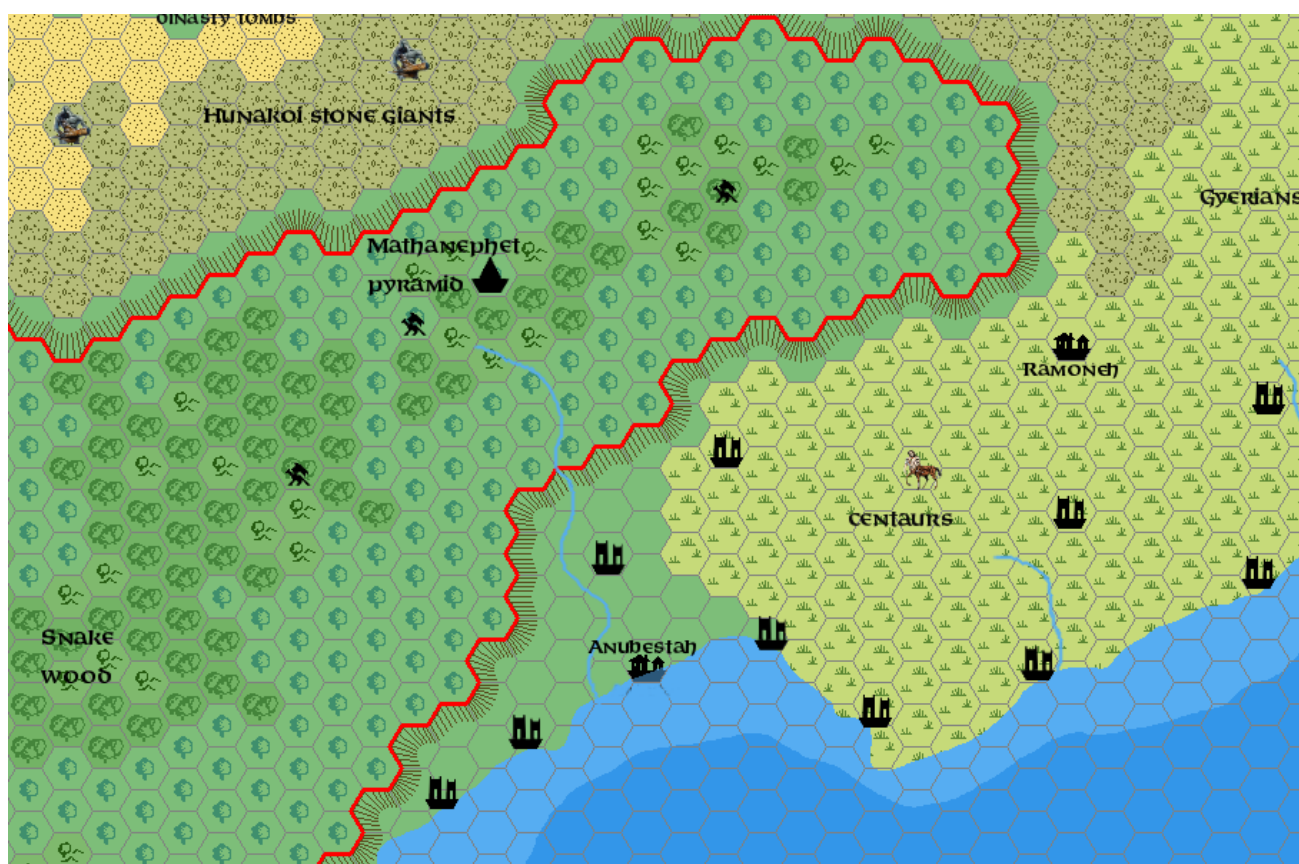 Dinasty Tombs
Hunakoi stone giants
Gyerians
Mathanephet
pyramid
Ramoneh
Centaurs
Snake
wood
Anubestah